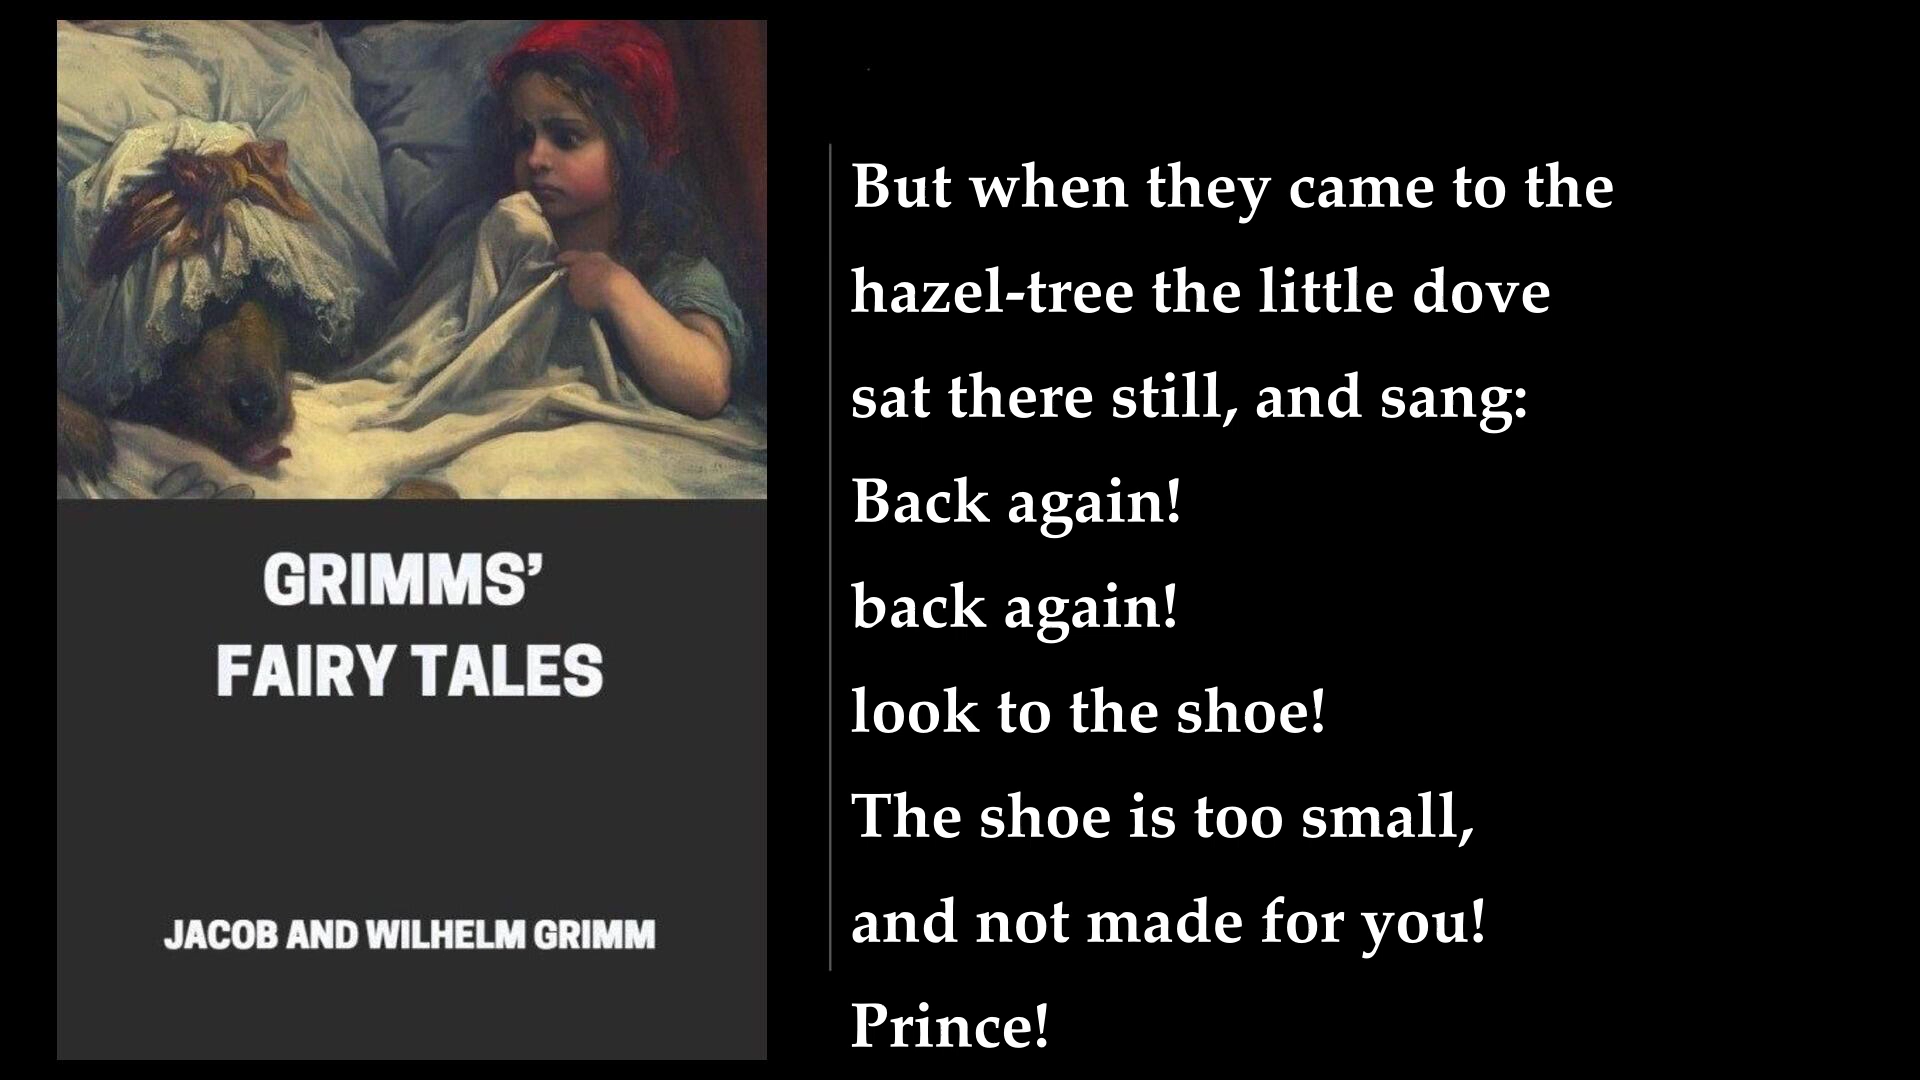 GRIMMS’
FAIRY TALES
JACOB AND WILHELM GRIMM
But when they came to the
hazel-tree the little dove
sat there still, and sang:
Back again!
back again!
look to the shoe!
The shoe is too small,
and not made for you!
Prince!